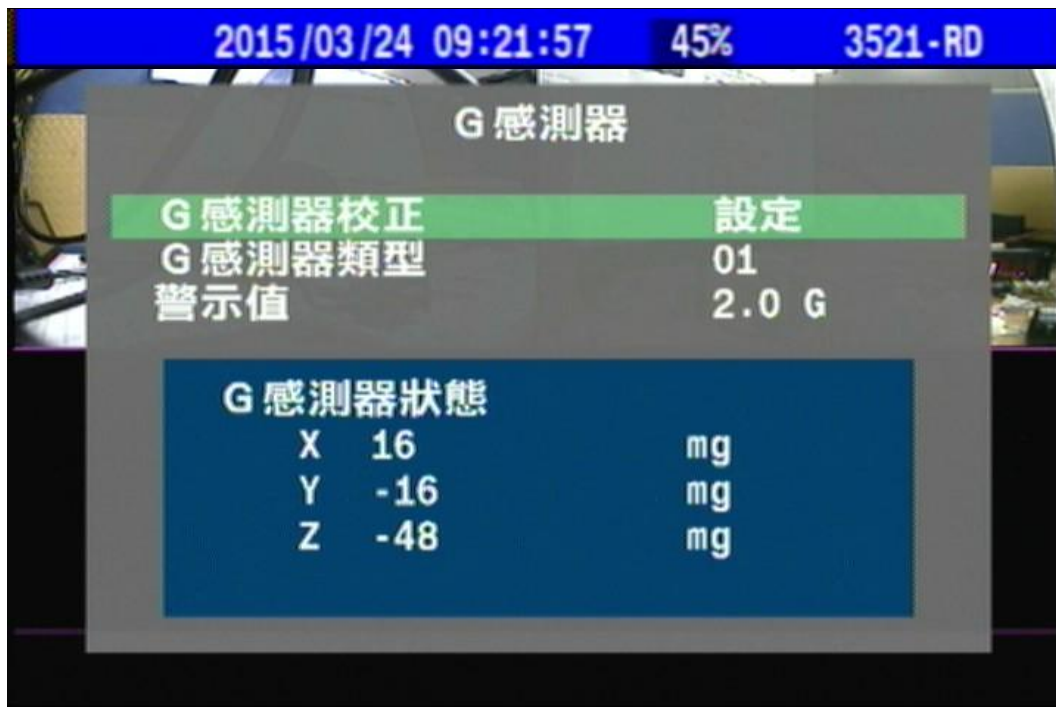 2015/03/24 09:21:57 45% 3521-RD
G感測器
G感測器校正 設定
G感測器類型 01
警示值 2.0 G
G感測器狀態
X 16 mg
Y -16 mg
Z -48 mg